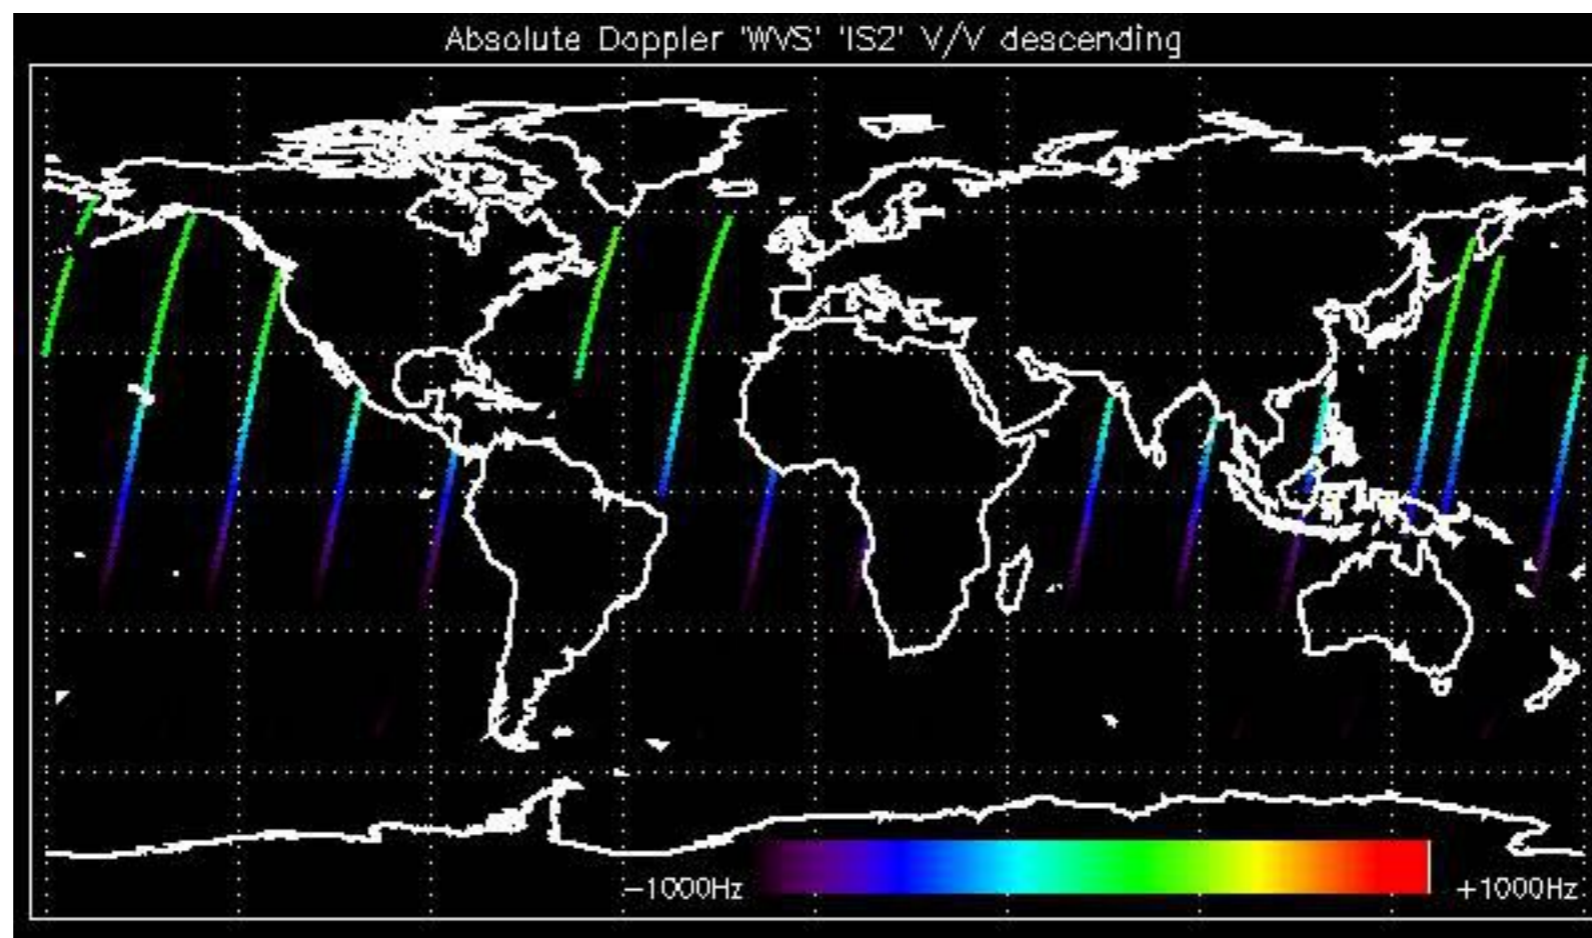 Absolute Doppler 'WVS' 'IS2' V/V descending
−1000Hz
+1000Hz